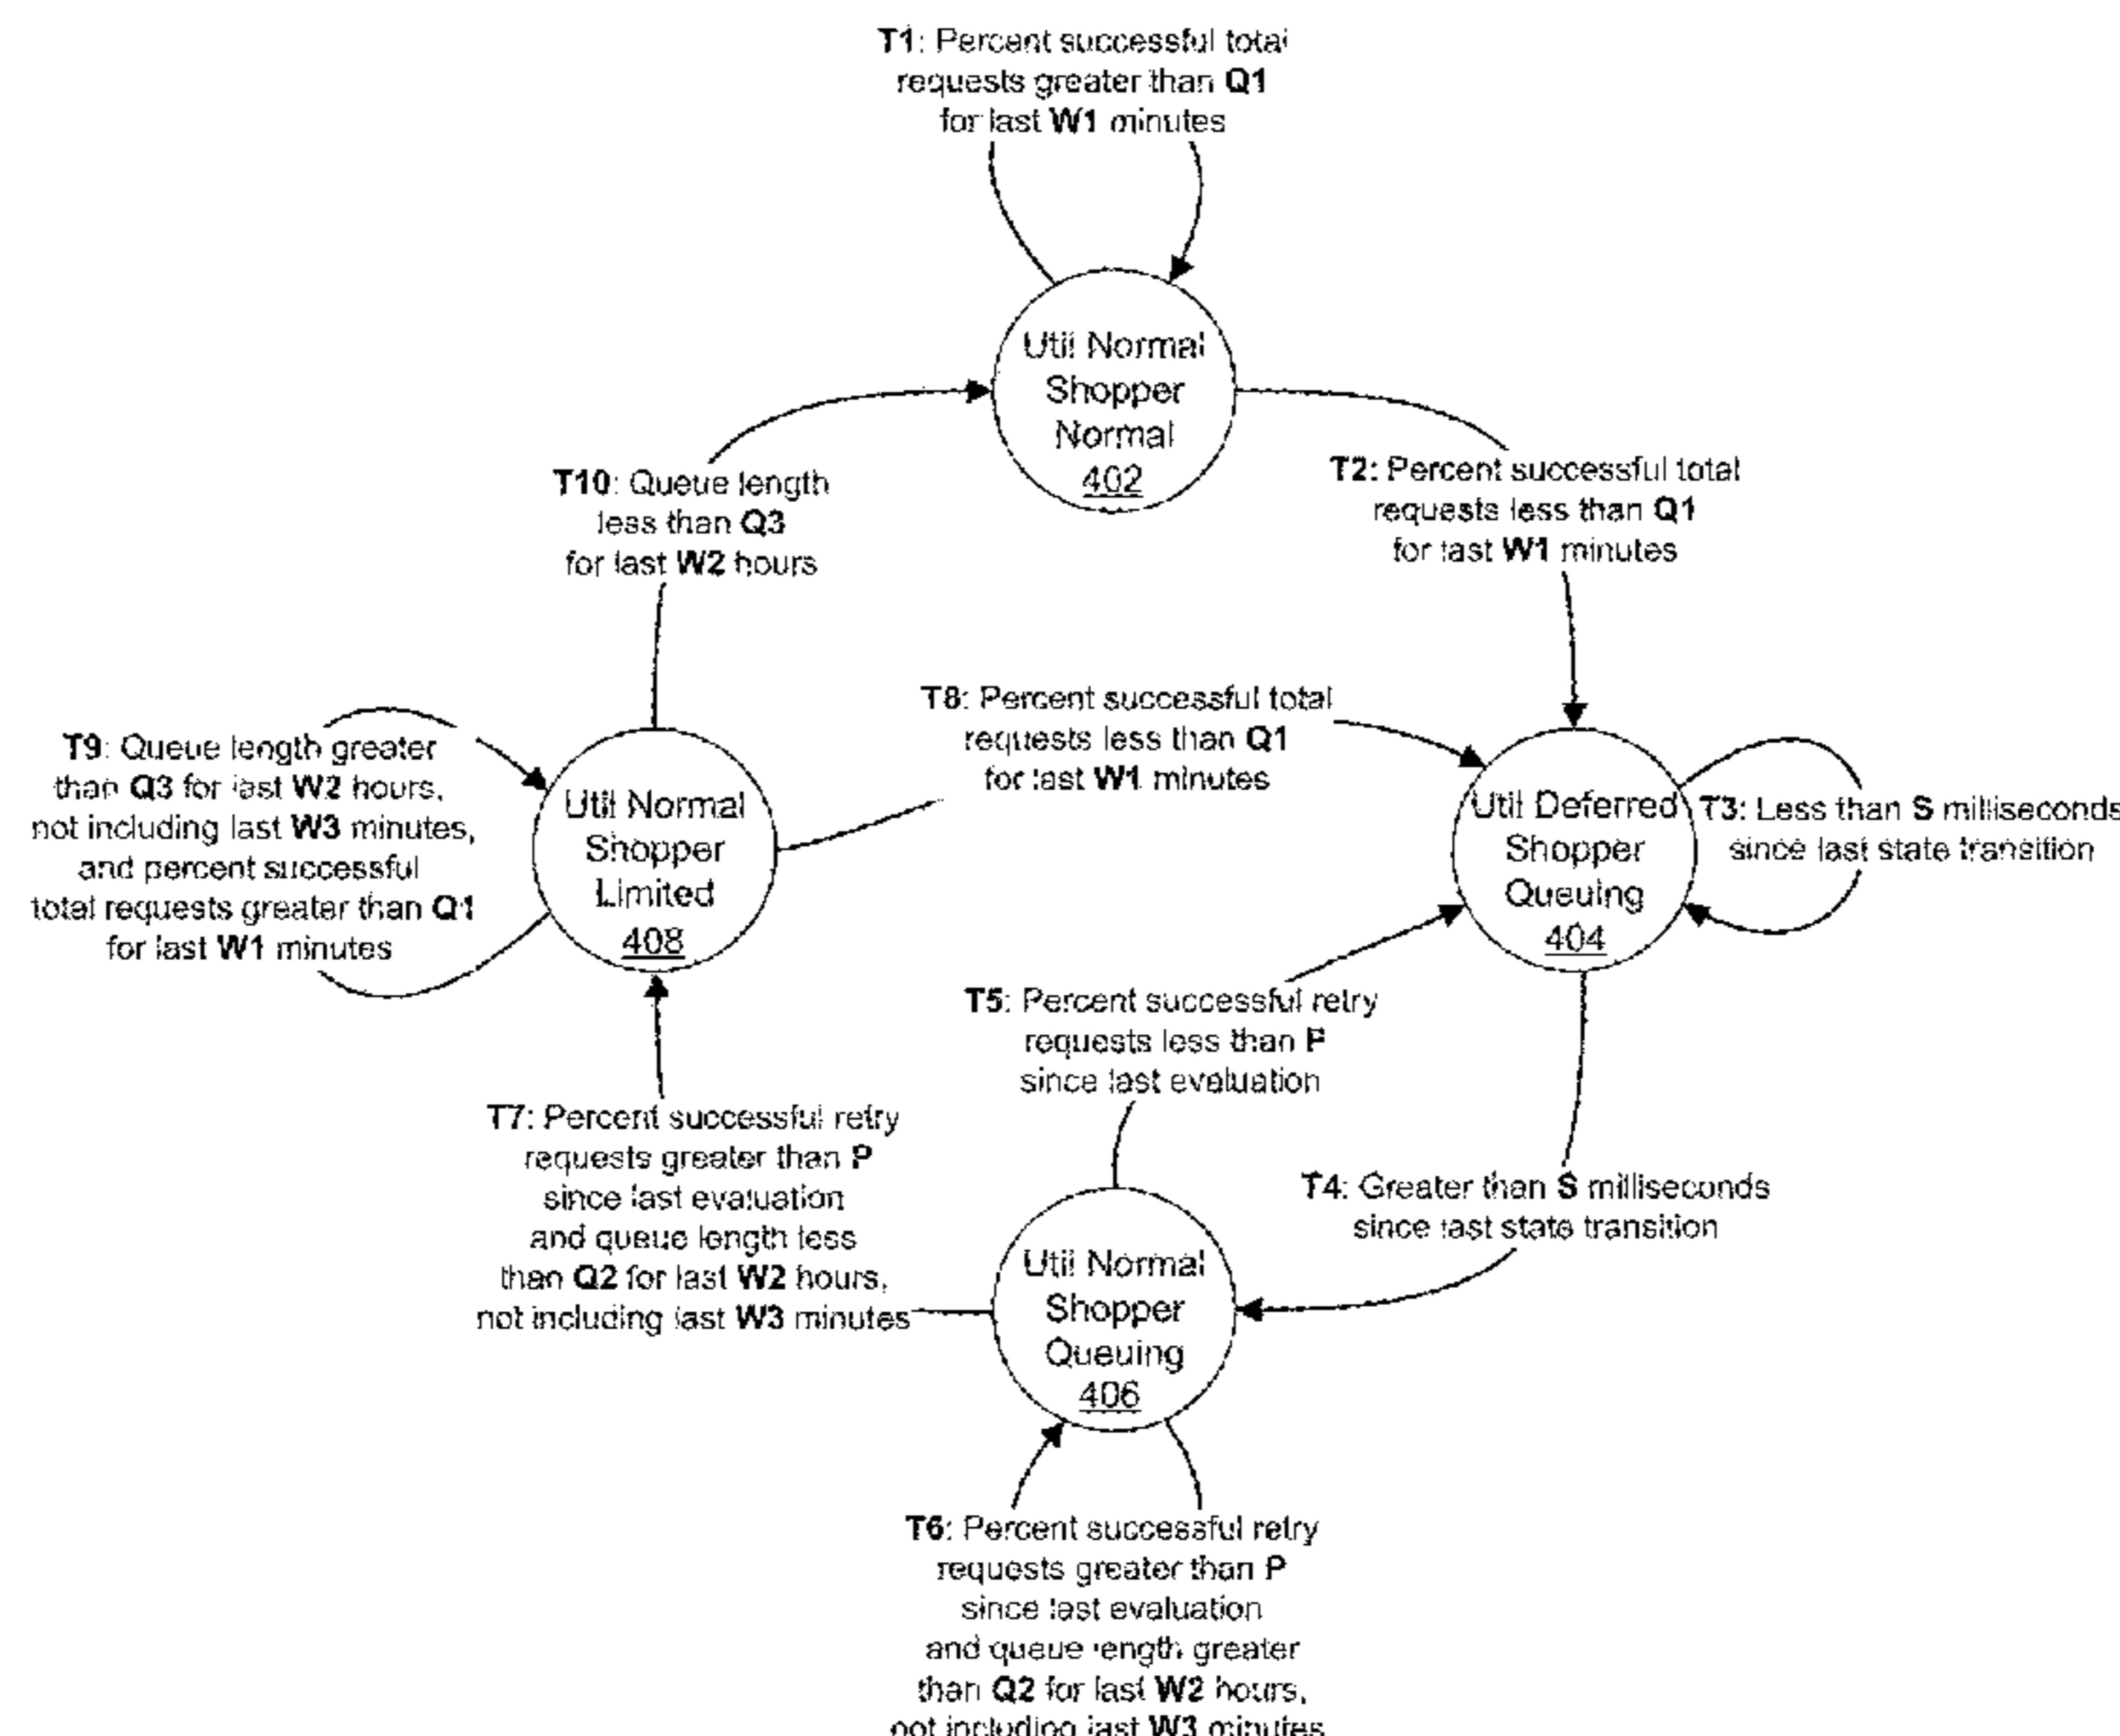 T1: Percent successful total
requests greater than Q1
for last W1 minutes
Util Normal
Shopper
Normal
402
T10: Queue length
less than Q3
for last W2 hours
T2: Percent successful total
requests less than Q1
for last W1 minutes
T8: Percent successful total
requests less than Q1
for last W1 minutes
T9: Queue length greater
than Q3 for last W2 hours,
not including last W3 minutes,
and percent successful
total requests greater than Q1
for last W1 minutes
Util Normal
Shopper
Limited
408
Util Deferred
Shopper
Queuing
404
T3: Less than S milliseconds
since last state transition
T5: Percent successful retry
requests less than P
since last evaluation
T7: Percent successful retry
requests greater than P
since last evaluation
and queue length less
than Q2 for last W2 hours,
not including last W3 minutes
T4: Greater than S milliseconds
since last state transition
Util Normal
Shopper
Queuing
406
T6: Percent successful retry
requests greater than P
since last evaluation
and queue length greater
than Q2 for last W2 hours,
not including last W3 minutes